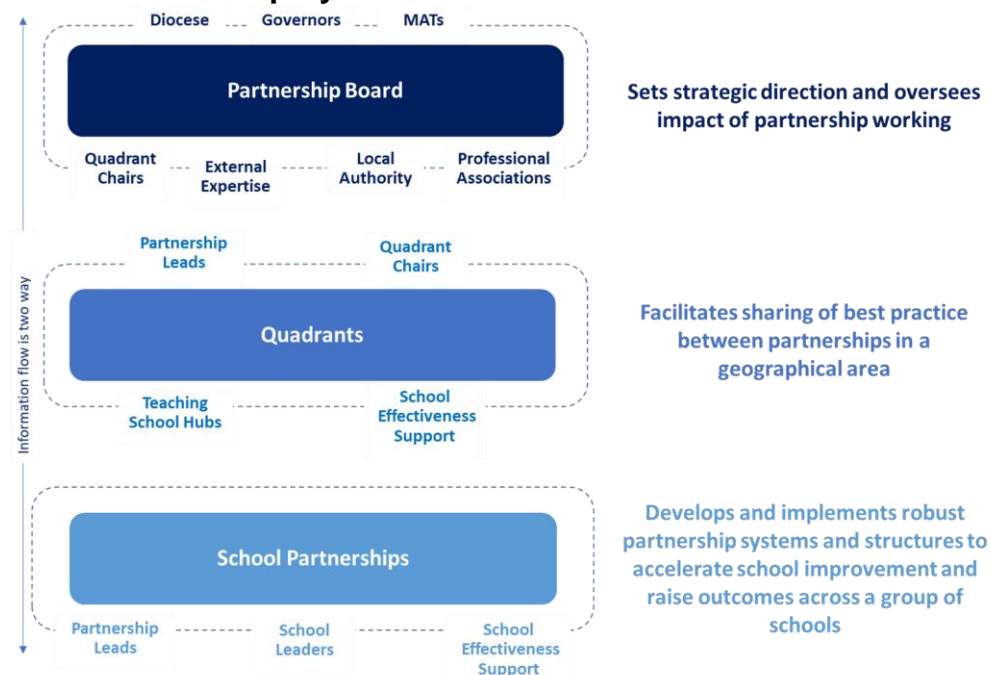 Diocese
Governors
MATs
Partnership Board
Sets strategic direction and oversees
impact of partnership working
Quadrant
Chairs
External
Expertise
Local
Authority
Professional
Associations
Information flow is two way
Partnership
Leads
Quadrant
Chairs
Quadrants
Facilitates sharing of best practice
between partnerships in a
geographical area
Teaching
School Hubs
School
Effectiveness
Support
School Partnerships
Develops and implements robust
partnership systems and structures to
accelerate school improvement and
raise outcomes across a group of
schools
Partnership
Leads
School
Leaders
School
Effectiveness
Support